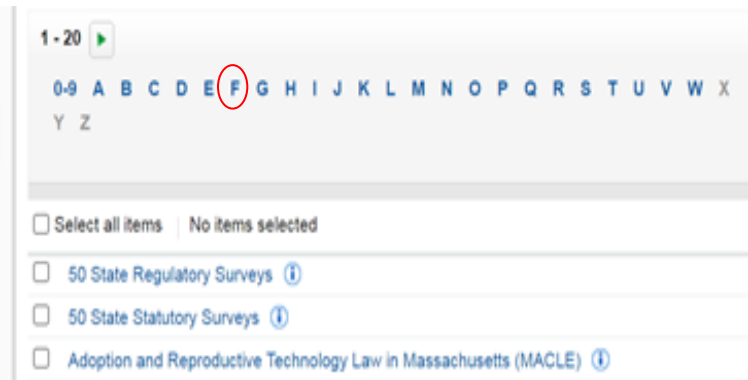 1 - 20
0-9 A B C D E F G H I J K L M N O P Q R S T U V W X
Y Z
Select all items No items selected
50 State Regulatory Surveys
50 State Statutory Surveys
Adoption and Reproductive Technology Law in Massachusetts (MACLE)